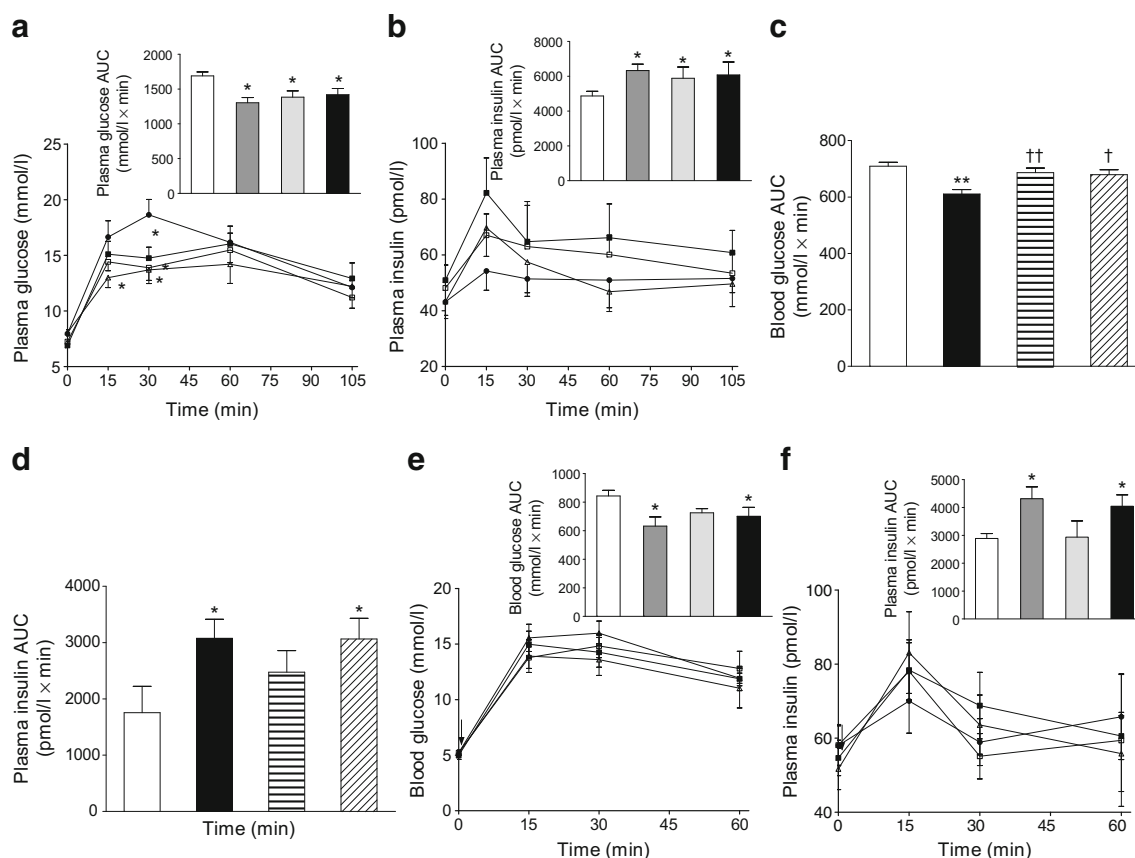 a
Plasma glucose AUC
(mmol/l × min)
2000
1500
1000
500
0
* * *
Plasma glucose (mmol/l)
25
20
15
10
5
*
*
*
*
0 15 30 60 75 90 105
Time (min)
b
Plasma insulin AUC
(pmol/l × min)
8000
6000
4000
2000
0
* * *
Plasma insulin (pmol/l)
100
80
60
40
20
0 15 30 60 75 90 105
Time (min)
c
Blood glucose AUC
(mmol/l × min)
800
600
400
200
0
** †† †
d
Plasma insulin AUC
(pmol/l × min)
4000
3000
2000
1000
0
* *
Time (min)
e
Blood glucose AUC
(mmol/l × min)
1000
800
600
400
200
0
* *
Blood glucose (mmol/l)
20
15
10
5
0
0 15 30 45 60
Time (min)
f
Plasma insulin AUC
(pmol/l × min)
5000
4000
3000
2000
1000
0
* *
Plasma insulin (pmol/l)
100
80
60
40
0 15 30 45 60
Time (min)